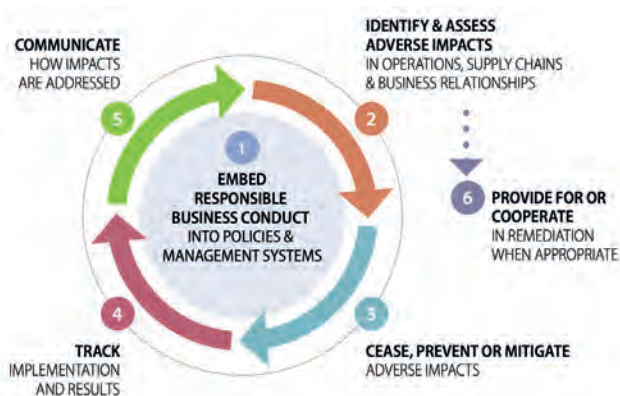 COMMUNICATE
HOW IMPACTS
ARE ADDRESSED
5
IDENTIFY & ASSESS
ADVERSE IMPACTS
IN OPERATIONS, SUPPLY CHAINS
& BUSINESS RELATIONSHIPS
2
1
EMBED
RESPONSIBLE
BUSINESS CONDUCT
INTO POLICIES &
MANAGEMENT SYSTEMS
6
PROVIDE FOR OR
COOPERATE
IN REMEDIATION
WHEN APPROPRIATE
4
TRACK
IMPLEMENTATION
AND RESULTS
3
CEASE, PREVENT OR MITIGATE
ADVERSE IMPACTS